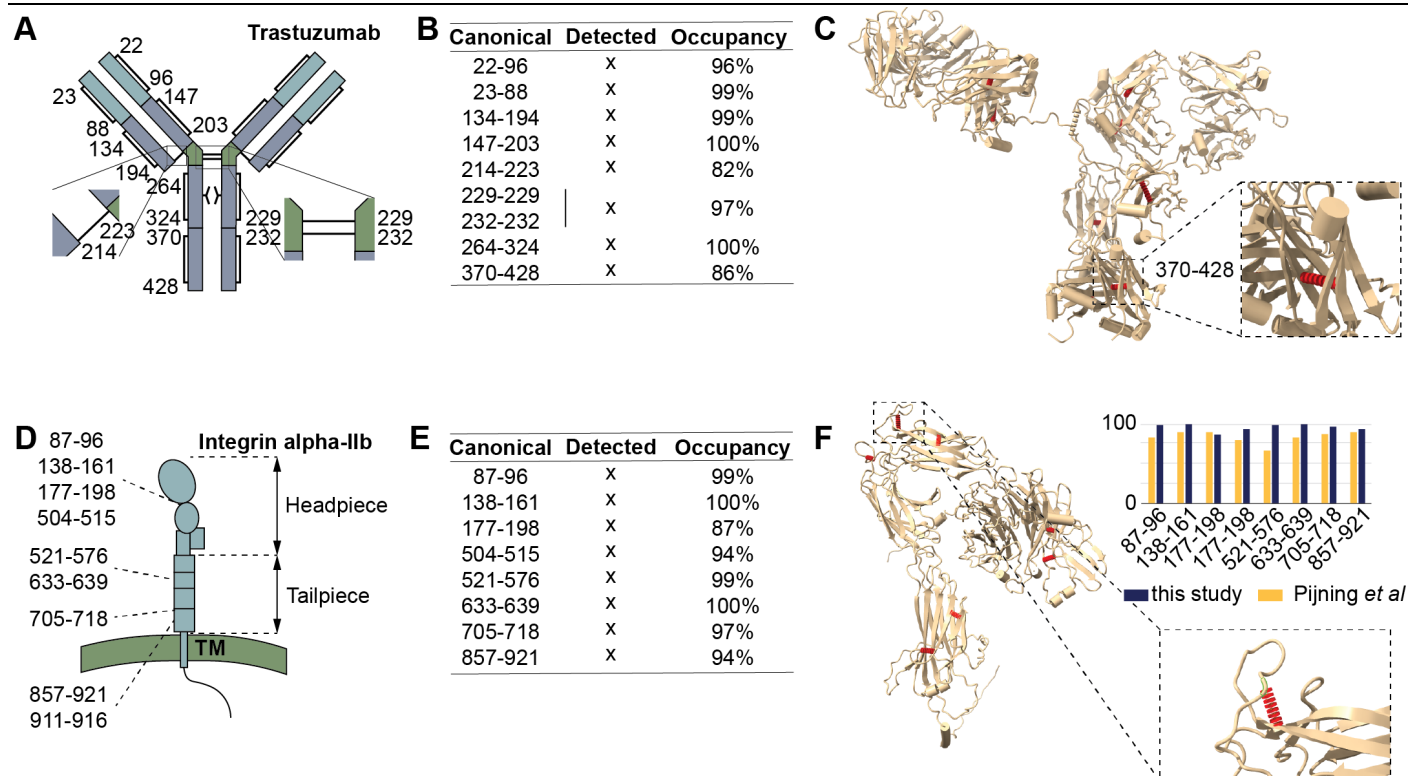 A
Trastuzumab
22
96
147
23
203
88
134
194
264
324
370
428
229
232
223
214
229
232
B
Canonical Detected Occupancy
22-96 x 96%
23-88 x 99%
134-194 x 99%
147-203 x 100%
214-223 x 82%
229-229
x 97%
232-232
264-324 x 100%
370-428 x 86%
C
370-428
D
Integrin alpha-IIb
87-96
138-161
177-198
504-515
521-576
633-639
705-718
857-921
911-916
Headpiece
Tailpiece
TM
E
Canonical Detected Occupancy
87-96 x 99%
138-161 x 100%
177-198 x 87%
504-515 x 94%
521-576 x 99%
633-639 x 100%
705-718 x 97%
857-921 x 94%
F
100
0
87-96
138-161
177-198
177-198
521-576
633-639
705-718
857-921
this study Pijning et al